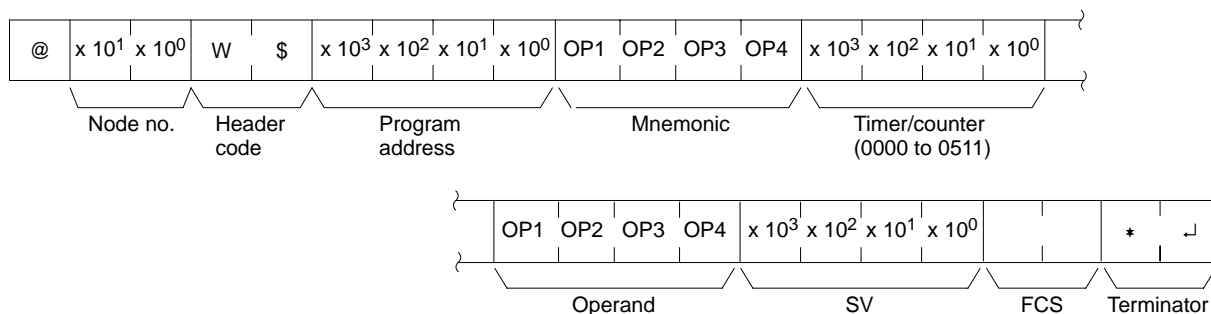 @ x 10¹ x 10⁰ W $ x 10³ x 10² x 10¹ x 10⁰ OP1 OP2 OP3 OP4 x 10³ x 10² x 10¹ x 10⁰
Node no. Header code Program address Mnemonic Timer/counter (0000 to 0511)
OP1 OP2 OP3 OP4 x 10³ x 10² x 10¹ x 10⁰ * ↵
Operand SV FCS Terminator